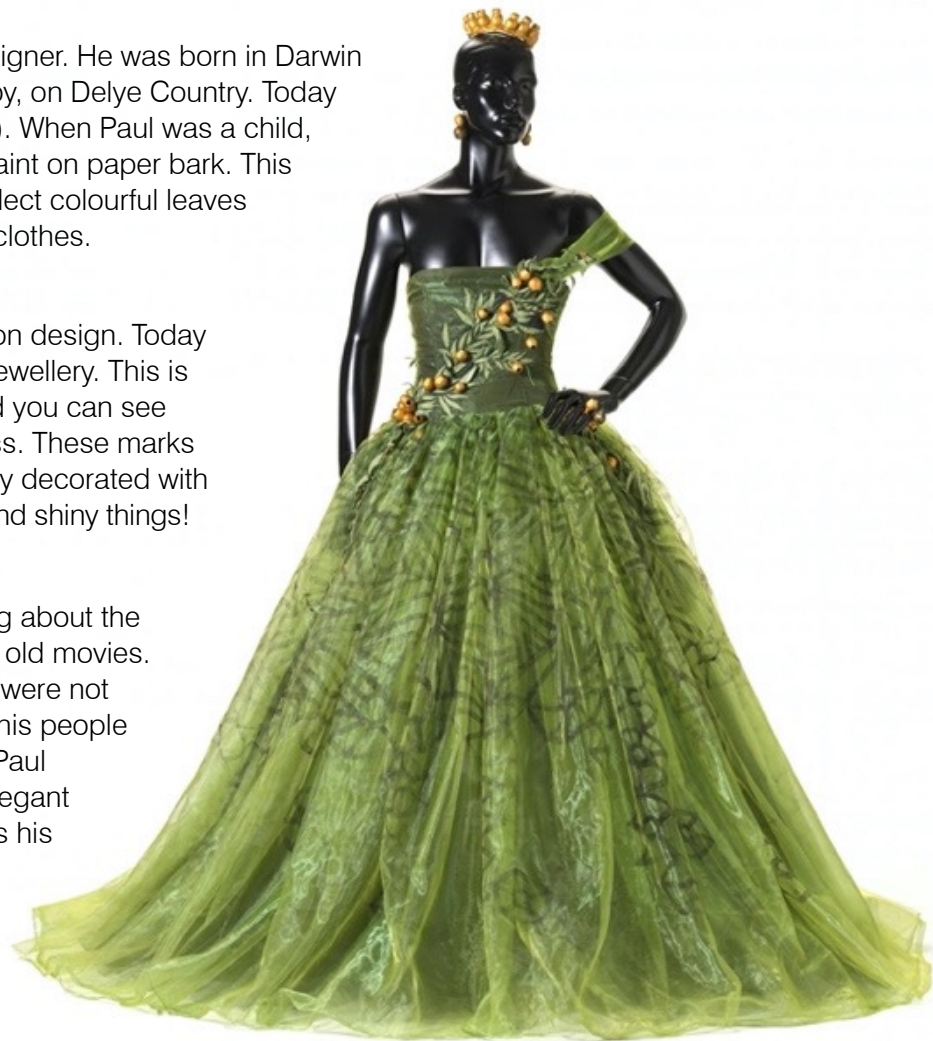 igner. He was born in Darwin
by, on Delye Country. Today
). When Paul was a child,
aint on paper bark. This
lect colourful leaves
clothes.
on design. Today
ewellery. This is
d you can see
ss. These marks
y decorated with
nd shiny things!
g about the
old movies.
were not
his people
Paul
egant
s his